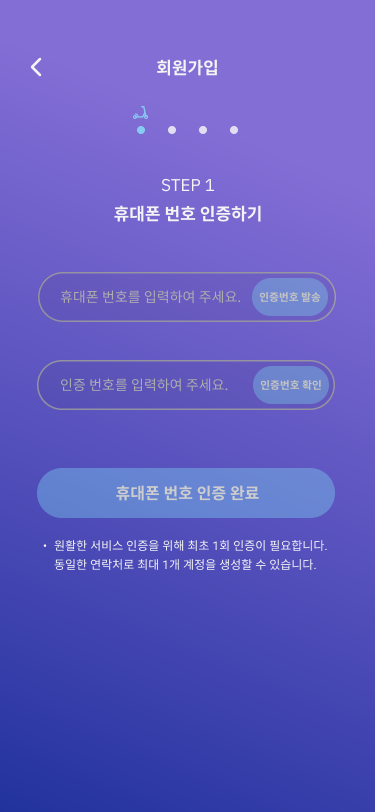 회원가입
STEP 1
휴대폰 번호 인증하기
휴대폰 번호를 입력하여 주세요.
인증번호 발송
인증 번호를 입력하여 주세요.
인증번호 확인
휴대폰 번호 인증 완료
• 원활한 서비스 인증을 위해 최초 1회 인증이 필요합니다.
동일한 연락처로 최대 1개 계정을 생성할 수 있습니다.